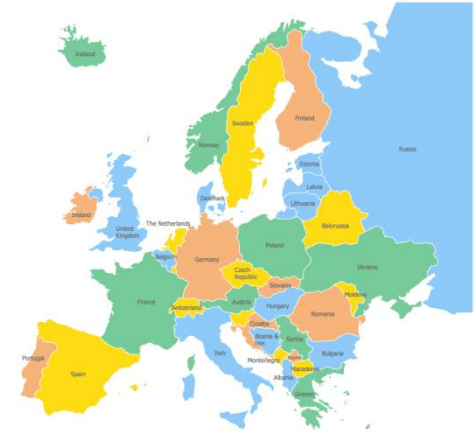 Iceland
Norway
Sweden
Finland
Russia
Estonia
Latvia
Lithuania
Denmark
Ireland
United
Kingdom
The Netherlands
Belgium
Germany
Poland
Belorussia
Ukraine
Czech
Republic
Slovakia
France
Switzerland
Austria
Hungary
Moldova
Romania
Croatia
Bosnia &
Her.
Serbia
Italy
Montenegro
Bulgaria
Macedonia
Albania
Greece
Portugal
Spain